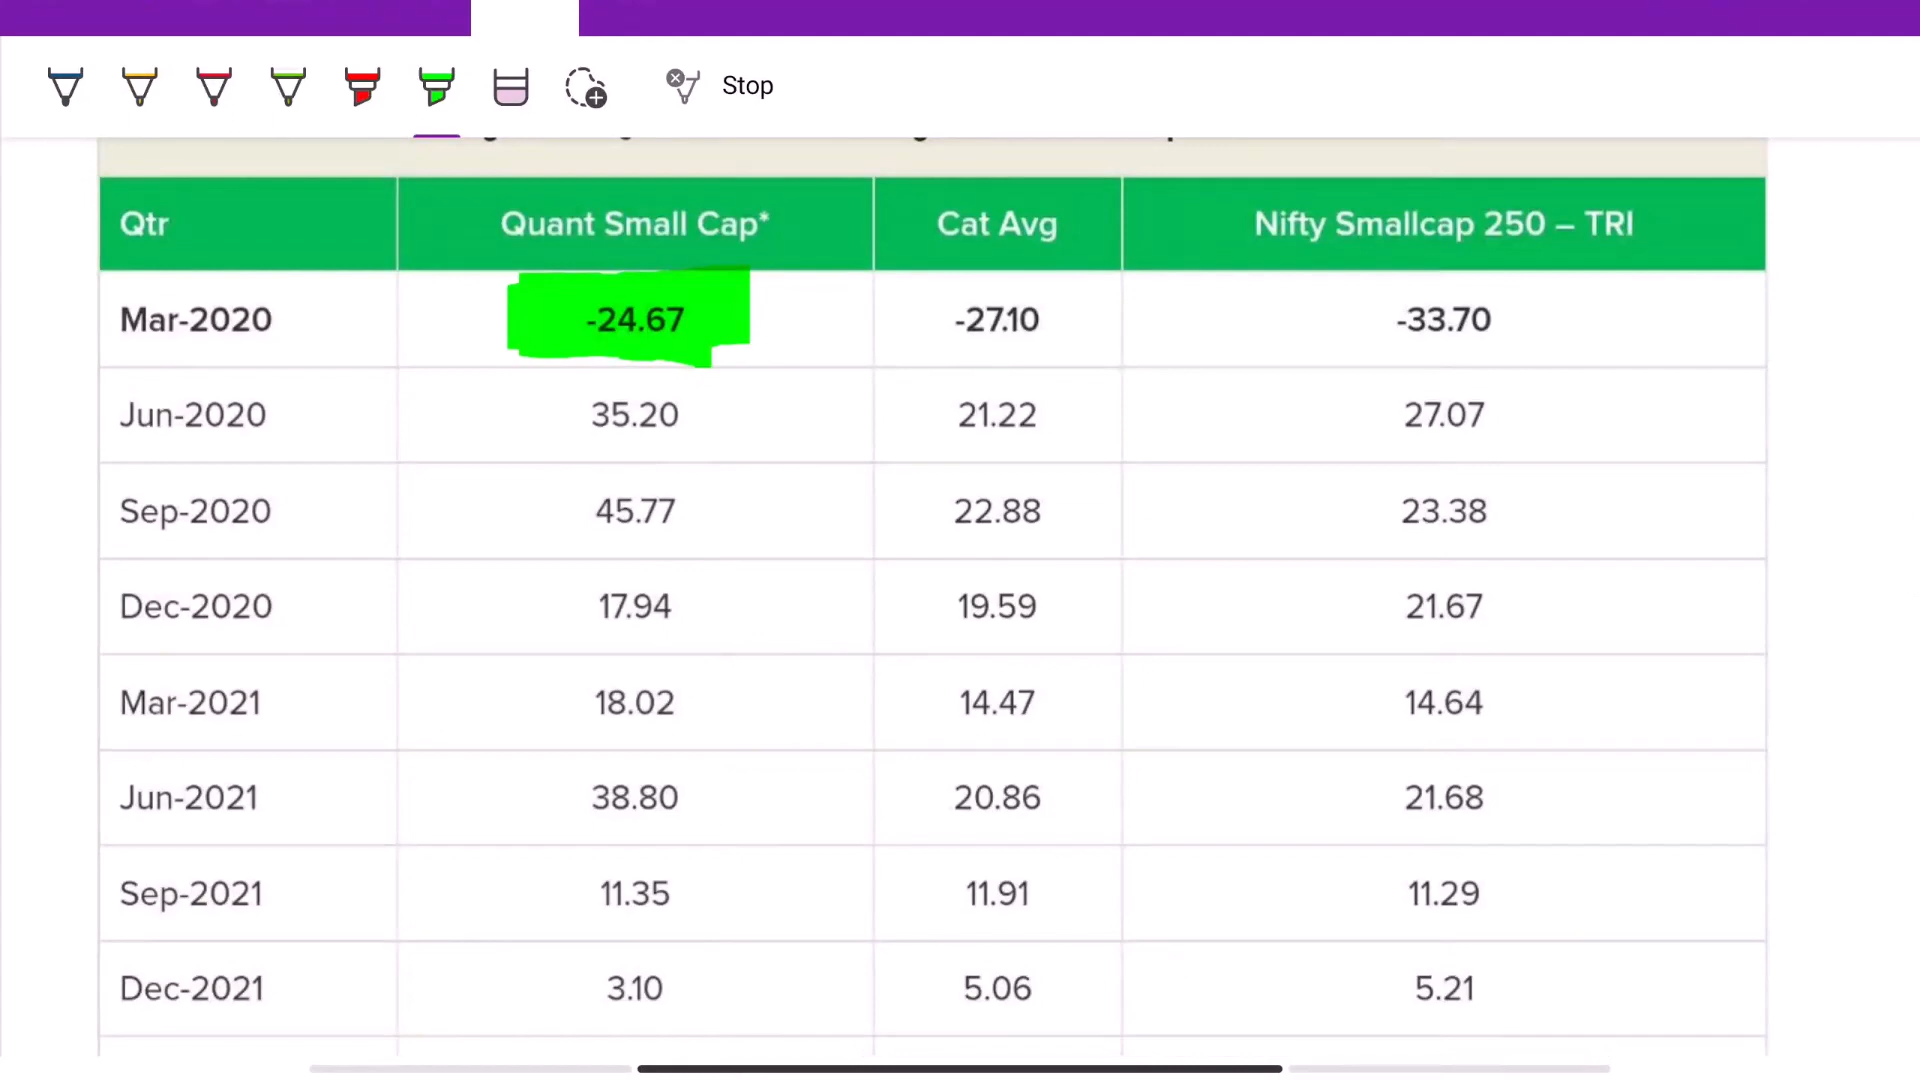 Stop
Qtr Quant Small Cap* Cat Avg Nifty Smallcap 250 – TRI
Mar-2020 -24.67 -27.10 -33.70
Jun-2020 35.20 21.22 27.07
Sep-2020 45.77 22.88 23.38
Dec-2020 17.94 19.59 21.67
Mar-2021 18.02 14.47 14.64
Jun-2021 38.80 20.86 21.68
Sep-2021 11.35 11.91 11.29
Dec-2021 3.10 5.06 5.21